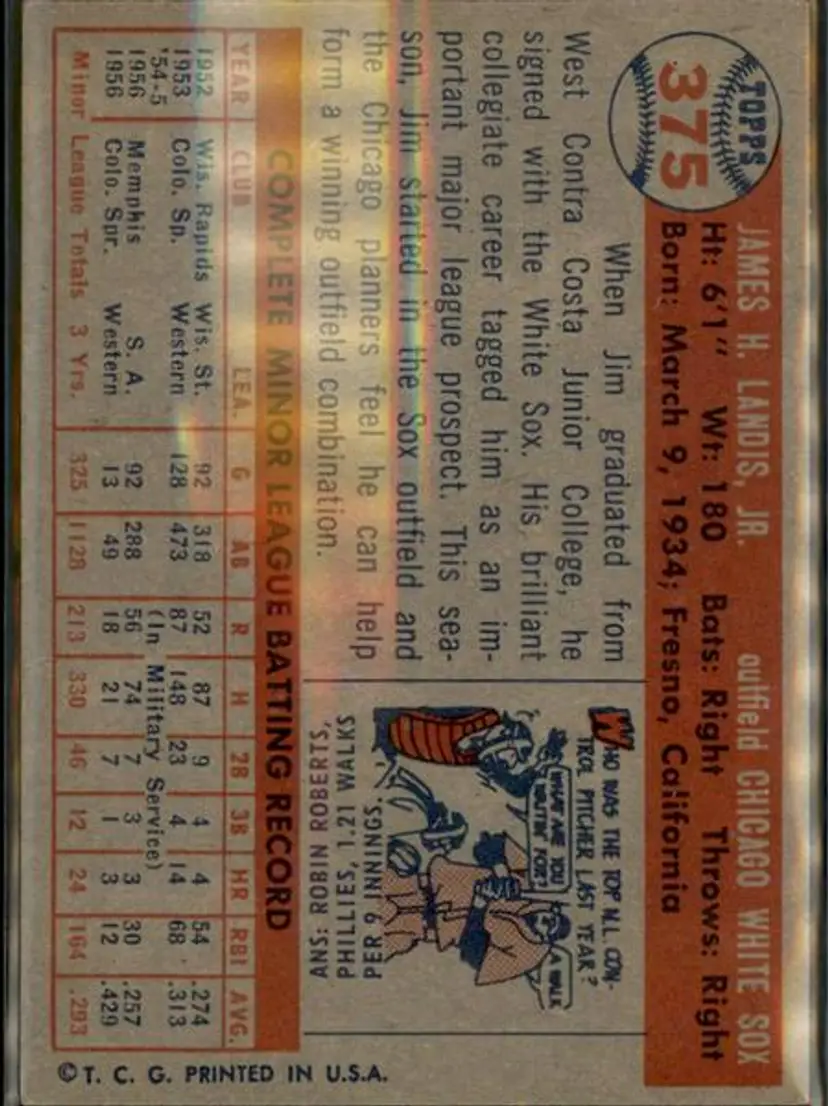 TOPPS
375
JAMES H. LANDIS, JR. outfield CHICAGO WHITE SOX
Ht: 6'1" Wt: 180 Bats: Right Throws: Right
Born: March 9, 1934; Fresno, California
When Jim graduated from
West Contra Costa Junior College, he
signed with the White Sox. His brilliant
collegiate career tagged him as an im-
portant major league prospect. This sea-
son, Jim started in the Sox outfield and
the Chicago planners feel he can help
form a winning outfield combination.
WHO WAS THE TOP N.L. CON-
TROL PITCHER LAST YEAR?
WHAT ARE YOU
WAITIN' FOR?
A WALK
ANS: ROBIN ROBERTS,
PHILLIES, 1.21 WALKS
PER 9 INNINGS.
COMPLETE MINOR LEAGUE BATTING RECORD
YEAR CLUB LEA. G AB R H 2B 3B HR RBI AVG.
1952 Wis. Rapids Wis. St. 92 318 52 87 9 4 4 54 .274
1953 Colo. Sp. Western 128 473 87 148 23 4 14 68 .313
'54-5 (In Military Service)
1956 Memphis S. A. 92 288 56 74 7 3 3 30 .257
1956 Colo. Spr. Western 13 49 18 21 7 1 3 12 .429
Minor League Totals 3 Yrs. 325 1128 213 330 46 12 24 164 .293
©T. C. G. PRINTED IN U.S.A.